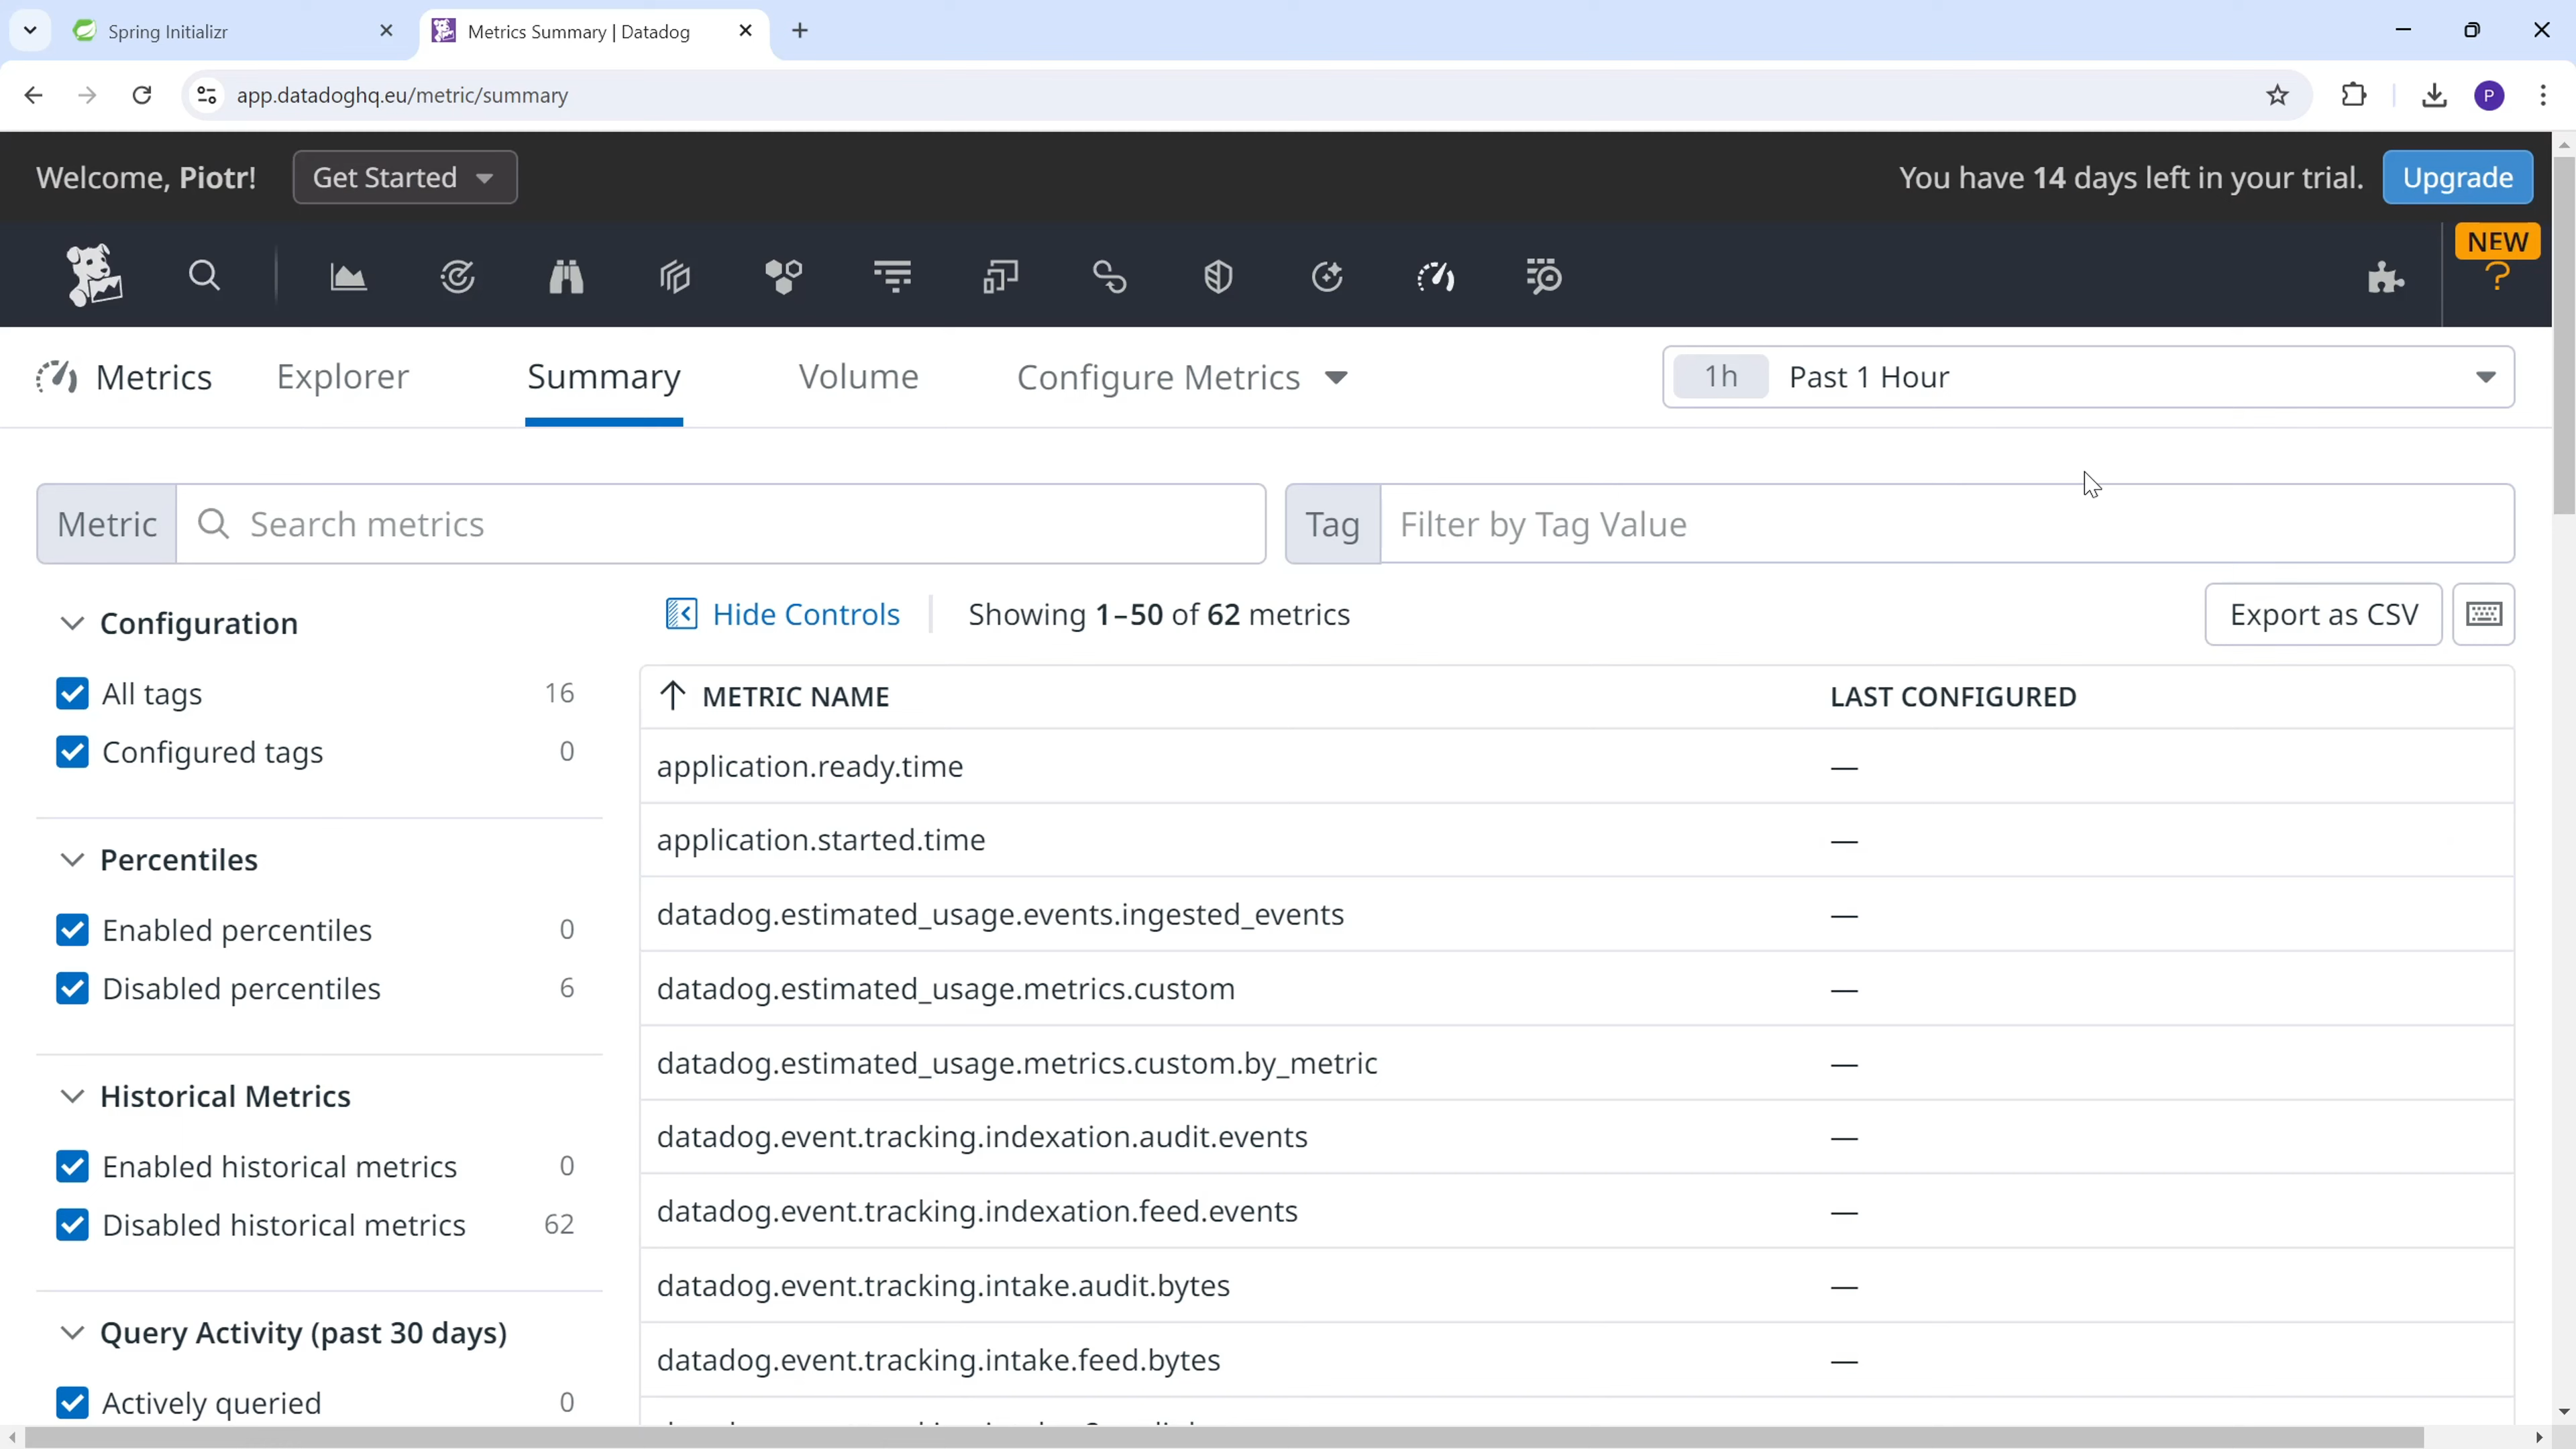 Spring Initializr
Metrics Summary | Datadog
app.datadoghq.eu/metric/summary
P
Welcome, Piotr!
Get Started
You have 14 days left in your trial.
Upgrade
NEW
?
Metrics
Explorer
Summary
Volume
Configure Metrics
1h
Past 1 Hour
Metric
Search metrics
Tag
Filter by Tag Value
Configuration
All tags 16
Configured tags 0
Percentiles
Enabled percentiles 0
Disabled percentiles 6
Historical Metrics
Enabled historical metrics 0
Disabled historical metrics 62
Query Activity (past 30 days)
Actively queried 0
Hide Controls
Showing 1–50 of 62 metrics
Export as CSV
METRIC NAME
LAST CONFIGURED
application.ready.time —
application.started.time —
datadog.estimated_usage.events.ingested_events —
datadog.estimated_usage.metrics.custom —
datadog.estimated_usage.metrics.custom.by_metric —
datadog.event.tracking.indexation.audit.events —
datadog.event.tracking.indexation.feed.events —
datadog.event.tracking.intake.audit.bytes —
datadog.event.tracking.intake.feed.bytes —